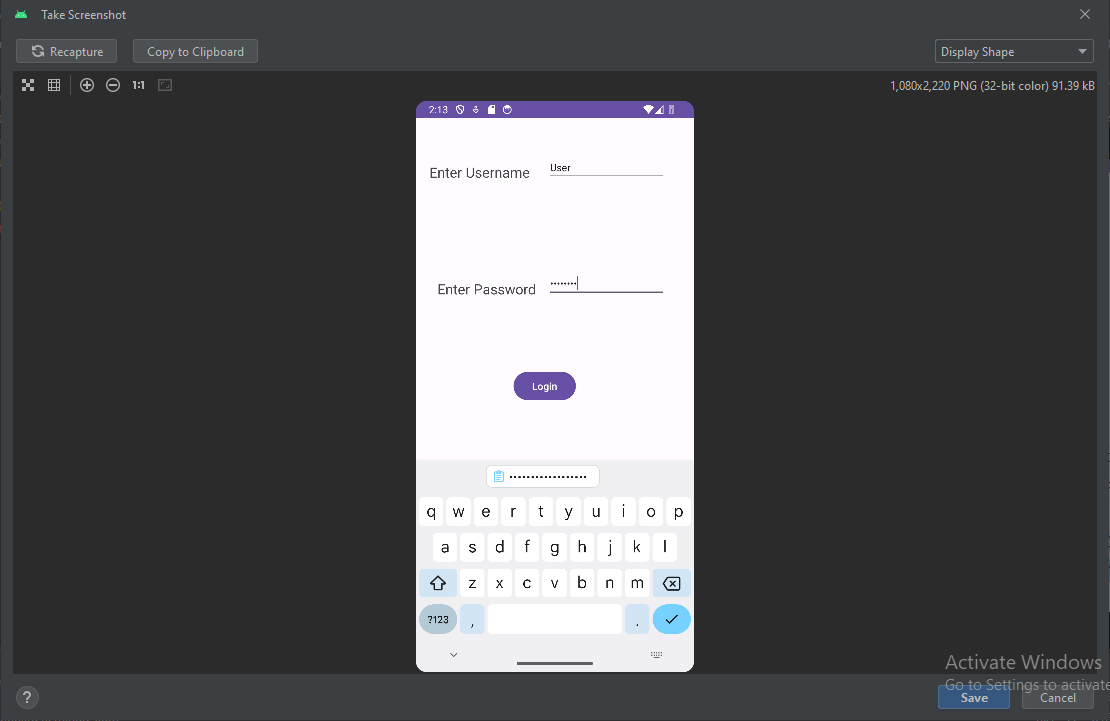 Take Screenshot
Recapture
Copy to Clipboard
Display Shape
1:1
1,080x2,220 PNG (32-bit color) 91.39 kB
2:13
Enter Username
User
Enter Password
••••••••
Login
••••••••••••••••••
q w e r t y u i o p
a s d f g h j k l
z x c v b n m
?123 , .
Activate Windows
Go to Settings to activate
?
Save
Cancel